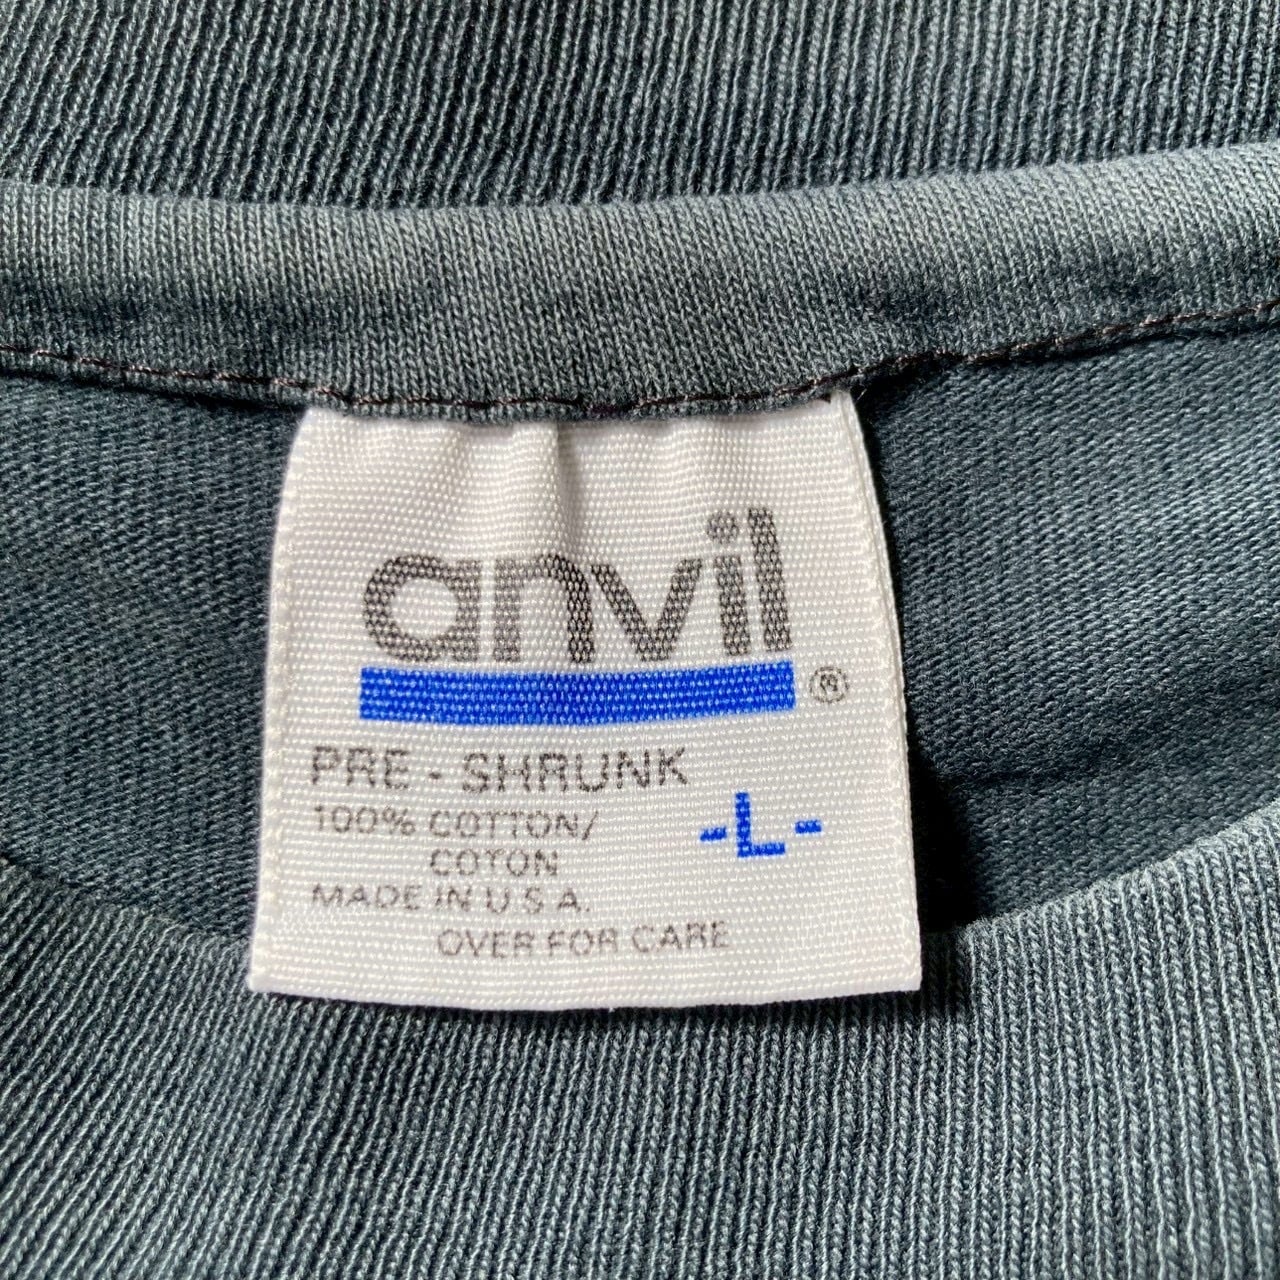 anvil
®
PRE - SHRUNK
100% COTTON/
COTON
-L-
MADE IN U S A.
OVER FOR CARE